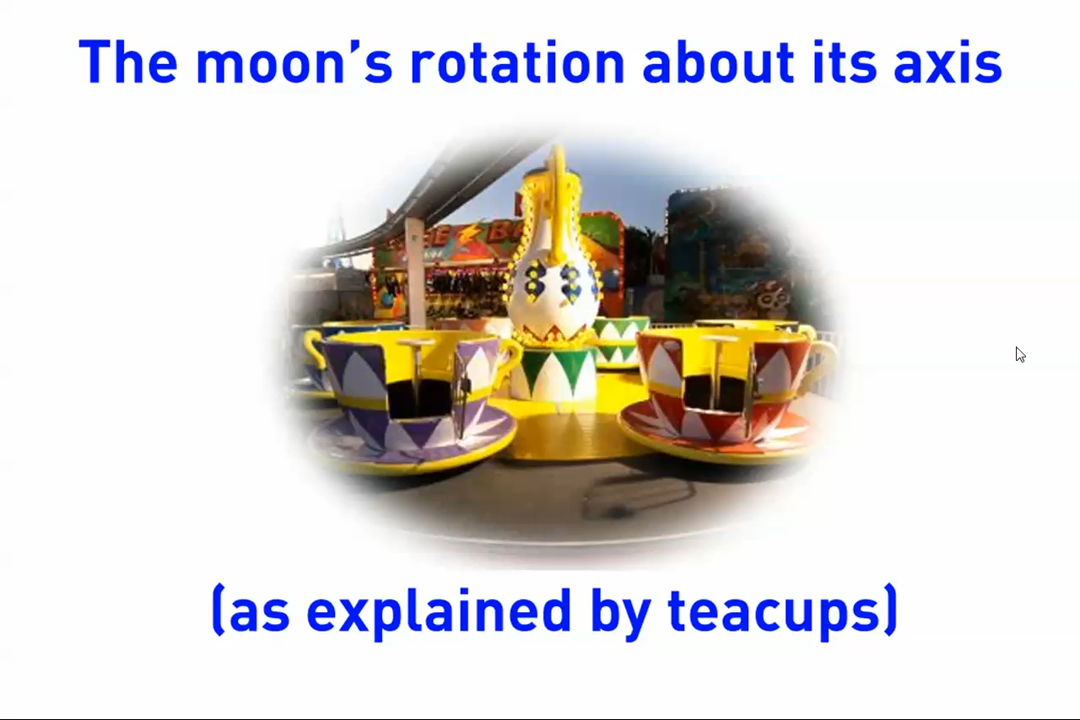 The moon’s rotation about its axis
(as explained by teacups)